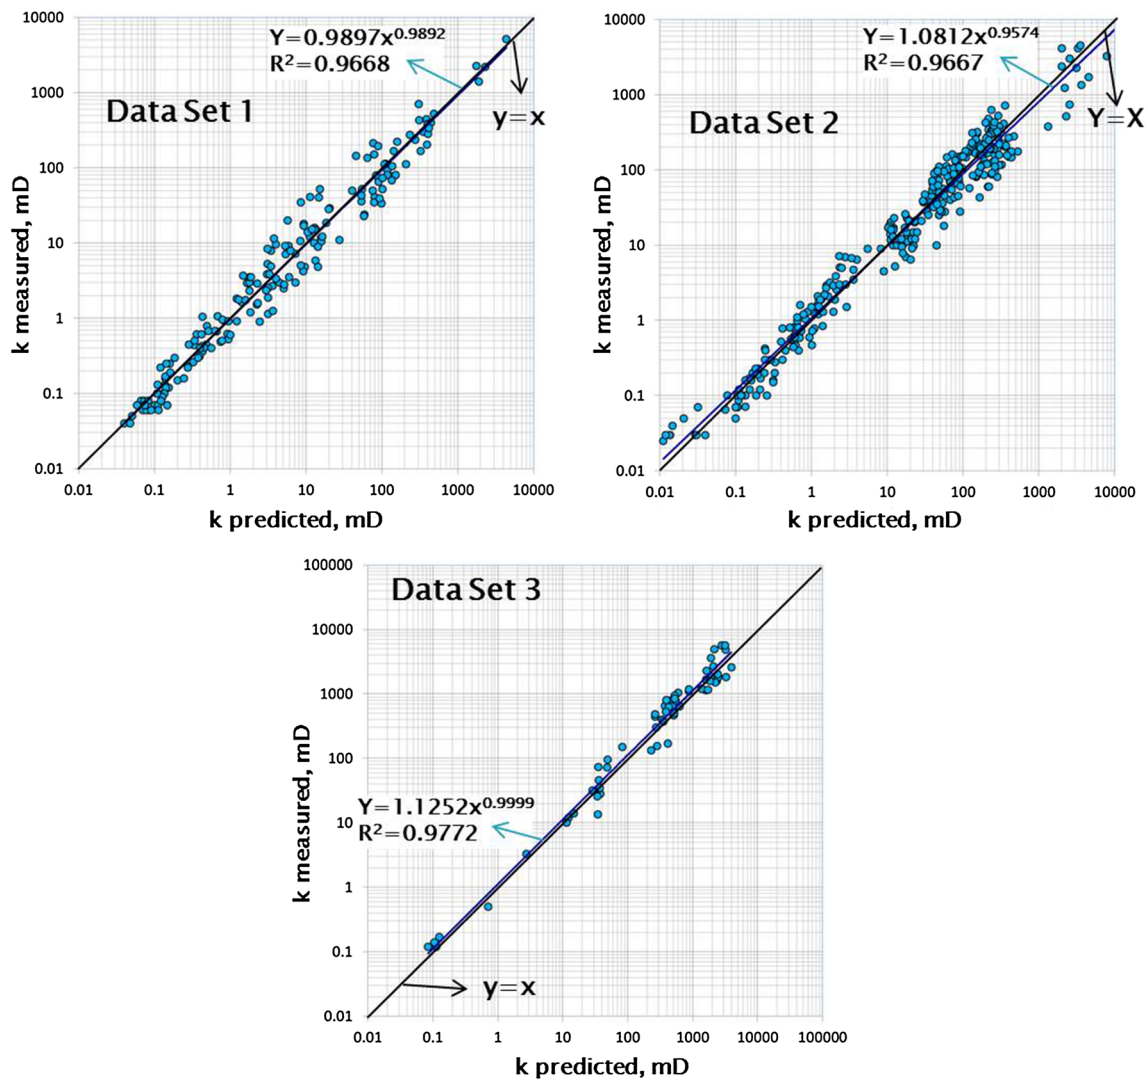 Data Set 1
Y=0.9897x^0.9892
R²=0.9668
y=x
k measured, mD
10000
1000
100
10
1
0.1
0.01
0.01 0.1 1 10 100 1000 10000
k predicted, mD
Data Set 2
Y=1.0812x^0.9574
R²=0.9667
Y=X
k measured, mD
10000
1000
100
10
1
0.1
0.01
0.01 0.1 1 10 100 1000 10000
k predicted, mD
Data Set 3
Y=1.1252x^0.9999
R²=0.9772
y=x
k measured, mD
100000
10000
1000
100
10
1
0.1
0.01
0.01 0.1 1 10 100 1000 10000 100000
k predicted, mD